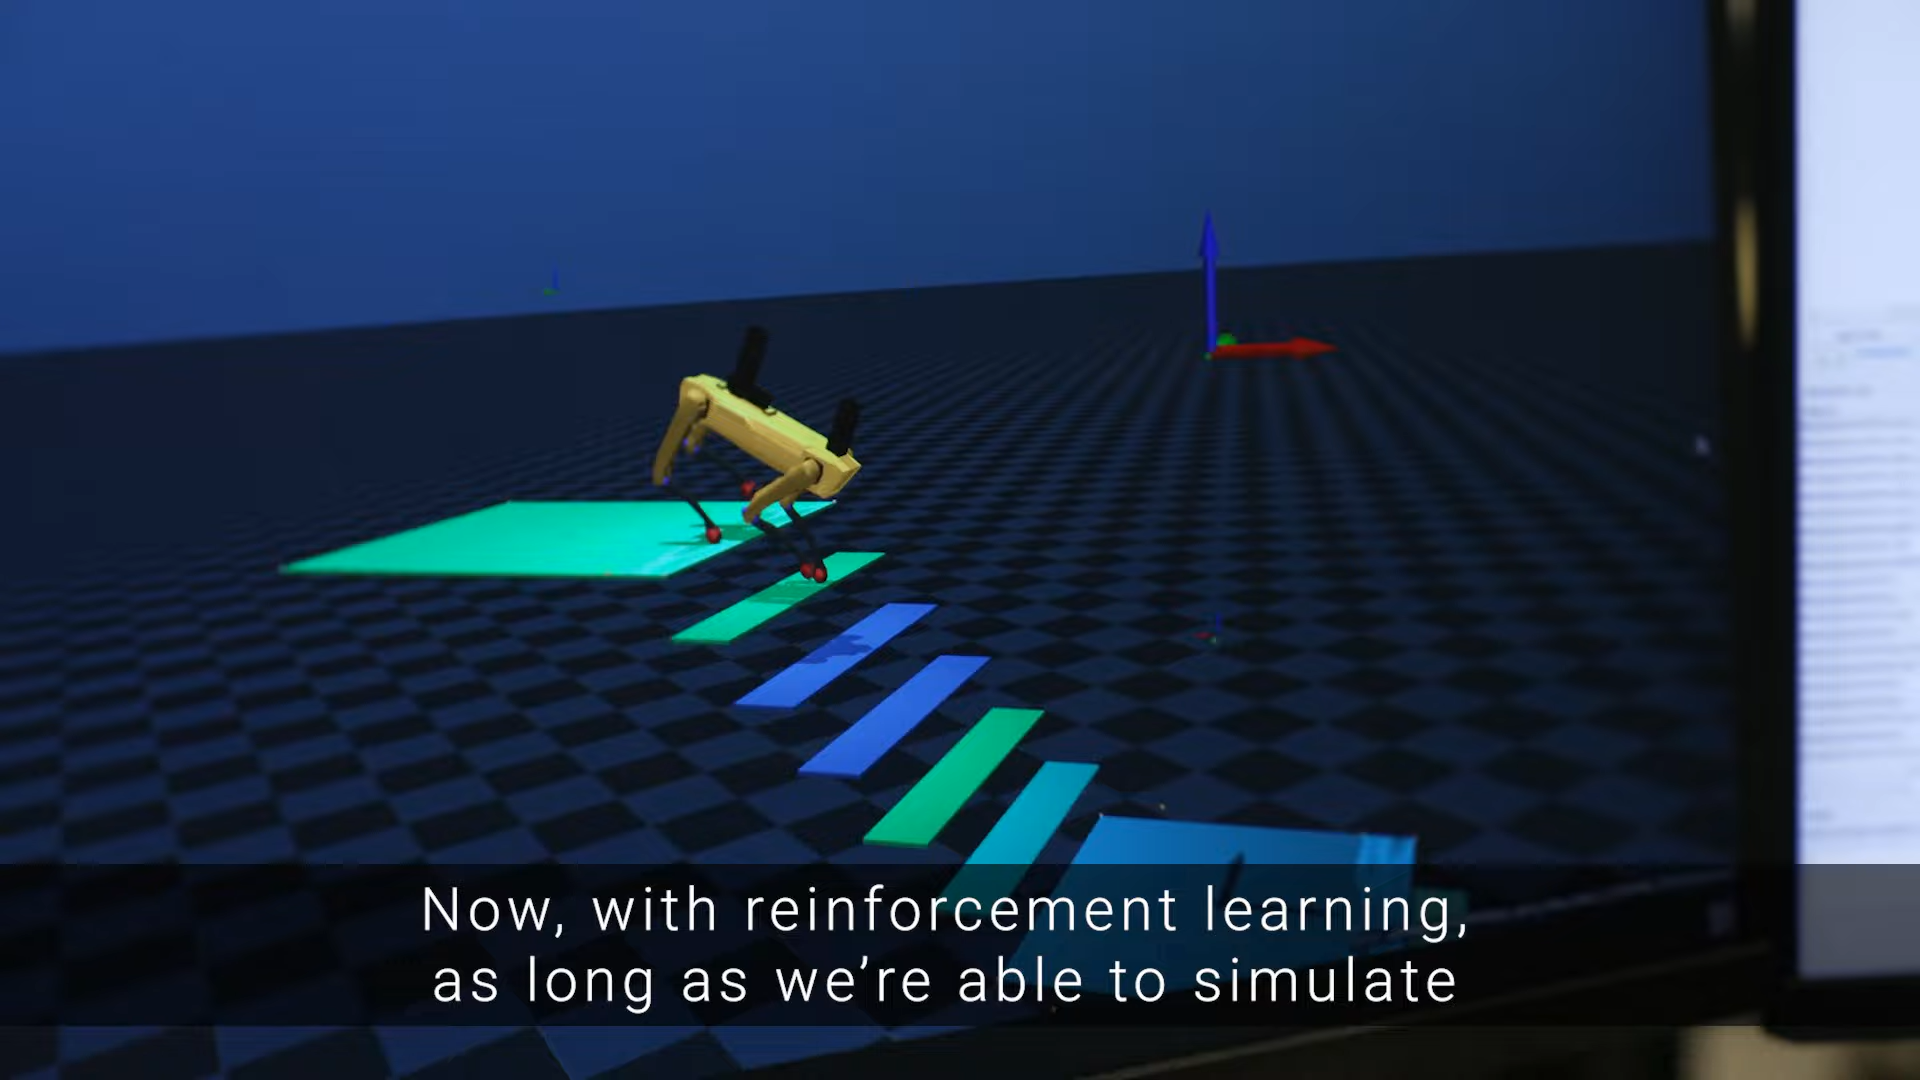 Now, with reinforcement learning,
as long as we’re able to simulate